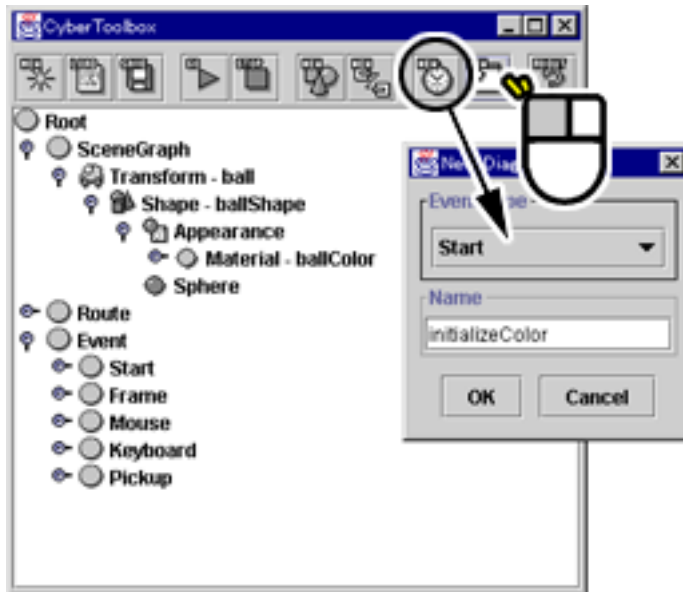 CyberToolbox
Root
SceneGraph
Transform - ball
Shape - ballShape
Appearance
Material - ballColor
Sphere
Route
Event
Start
Frame
Mouse
Keyboard
Pickup
Start
Name
initializeColor
OK
Cancel